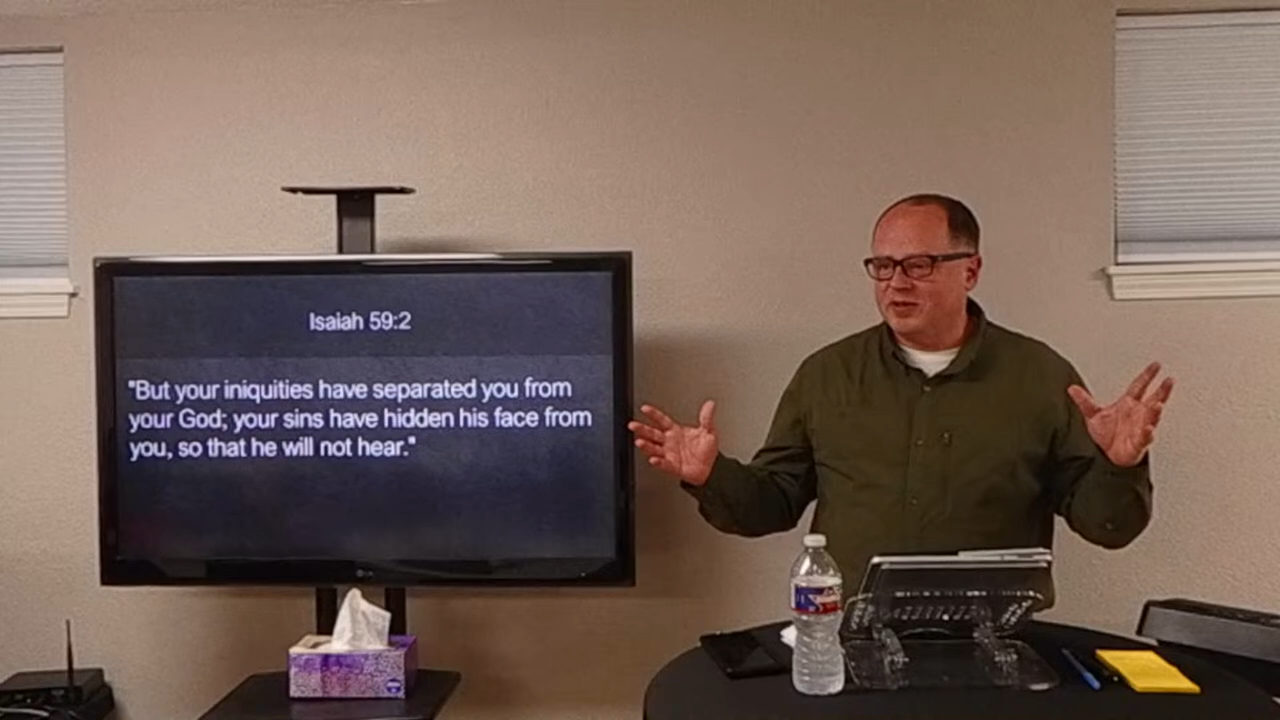 Isaiah 59:2
"But your iniquities have separated you from
your God; your sins have hidden his face from
you, so that he will not hear."
LG